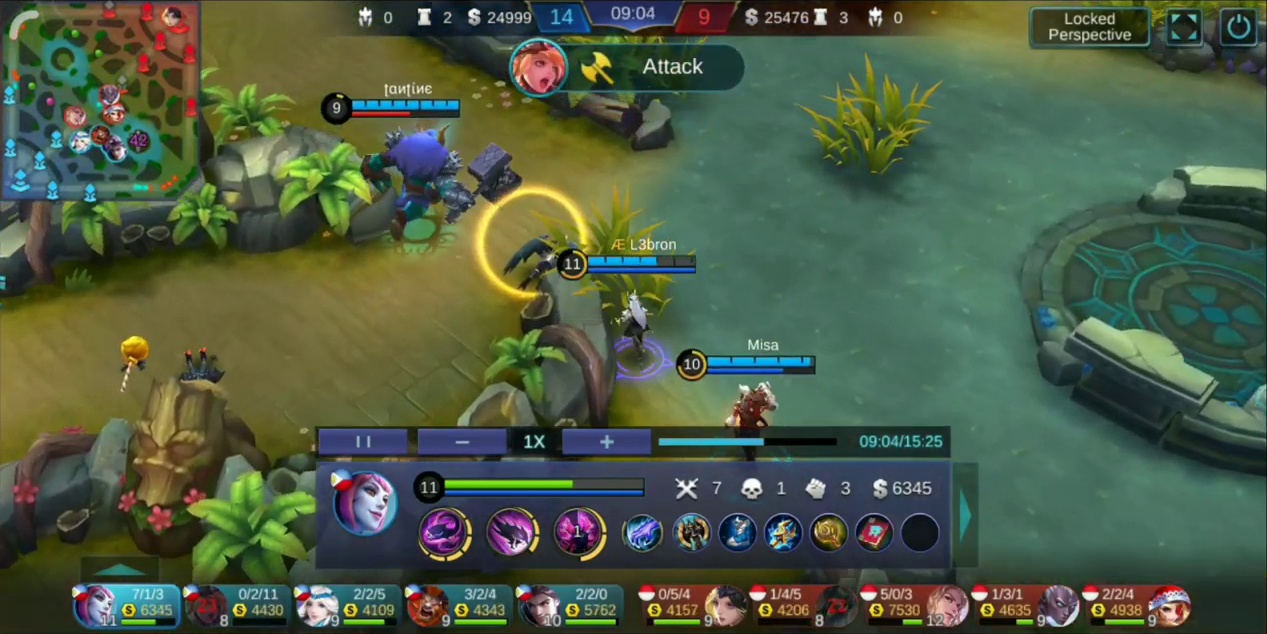 0 2 $ 24999 14 09:04 9 $ 25476 3 0
Locked
Perspective
Attack
ʈαηʈiηє
9
Æ L3bron
11
Misa
10
42
1X 09:04/15:25
11 7 1 3 $ 6345
1
7/1/3 0/2/11 2/2/5 3/2/4 2/2/0 0/5/4 1/4/5 5/0/3 1/3/1 2/2/4
6345 4430 4109 4343 5762 4157 4206 7530 4635 4938
11 8 9 9 10 9 8 12 9 9
23 22